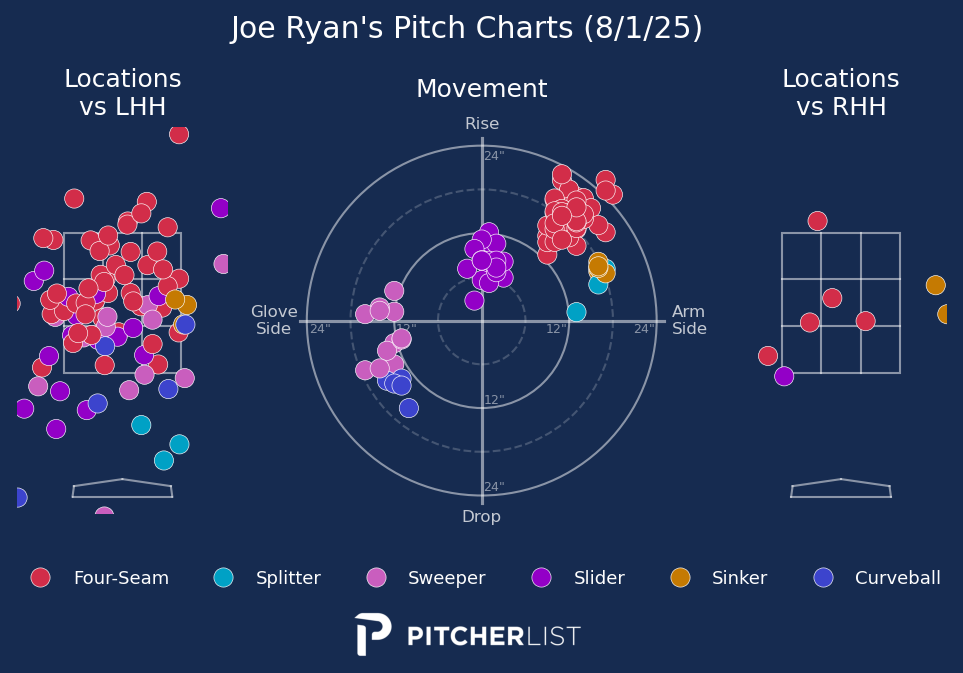 Joe Ryan's Pitch Charts (8/1/25)
Locations
vs LHH
Movement
Locations
vs RHH
Rise
24"
Glove
Side
24"
12"
12"
24"
Arm
Side
12"
24"
Drop
Four-Seam
Splitter
Sweeper
Slider
Sinker
Curveball
PITCHERLIST